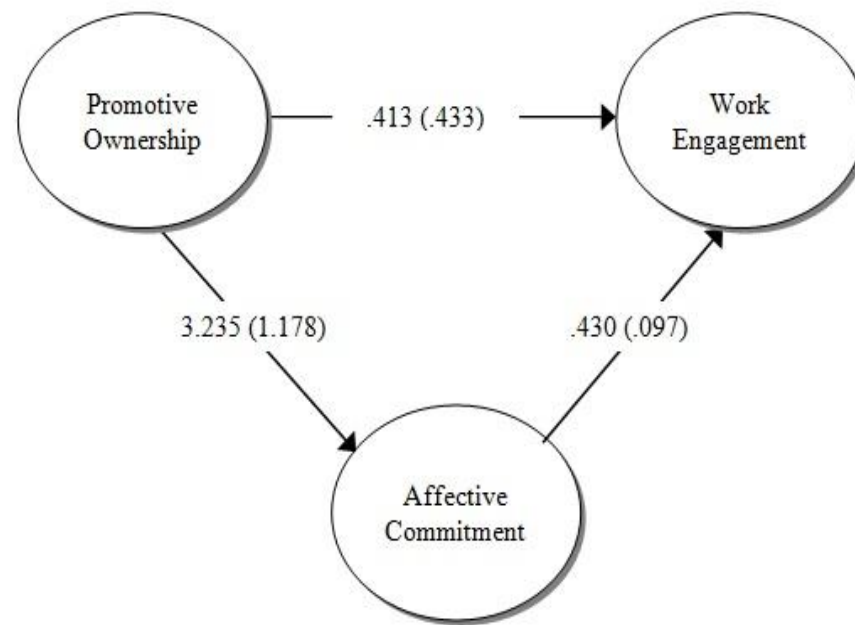 Promotive
Ownership
.413 (.433)
Work
Engagement
3.235 (1.178)
.430 (.097)
Affective
Commitment